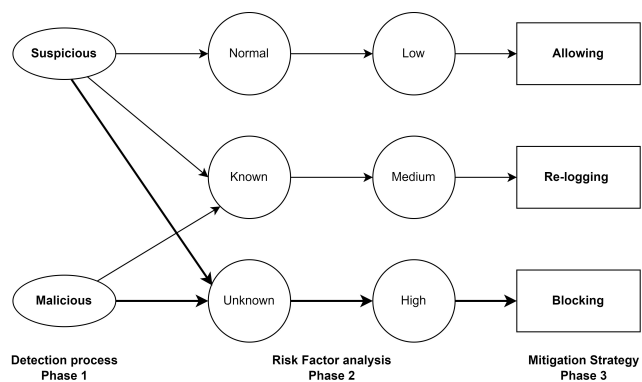 Suspicious
Normal
Low
Allowing
Known
Medium
Re-logging
Malicious
Unknown
High
Blocking
Detection process
Phase 1
Risk Factor analysis
Phase 2
Mitigation Strategy
Phase 3